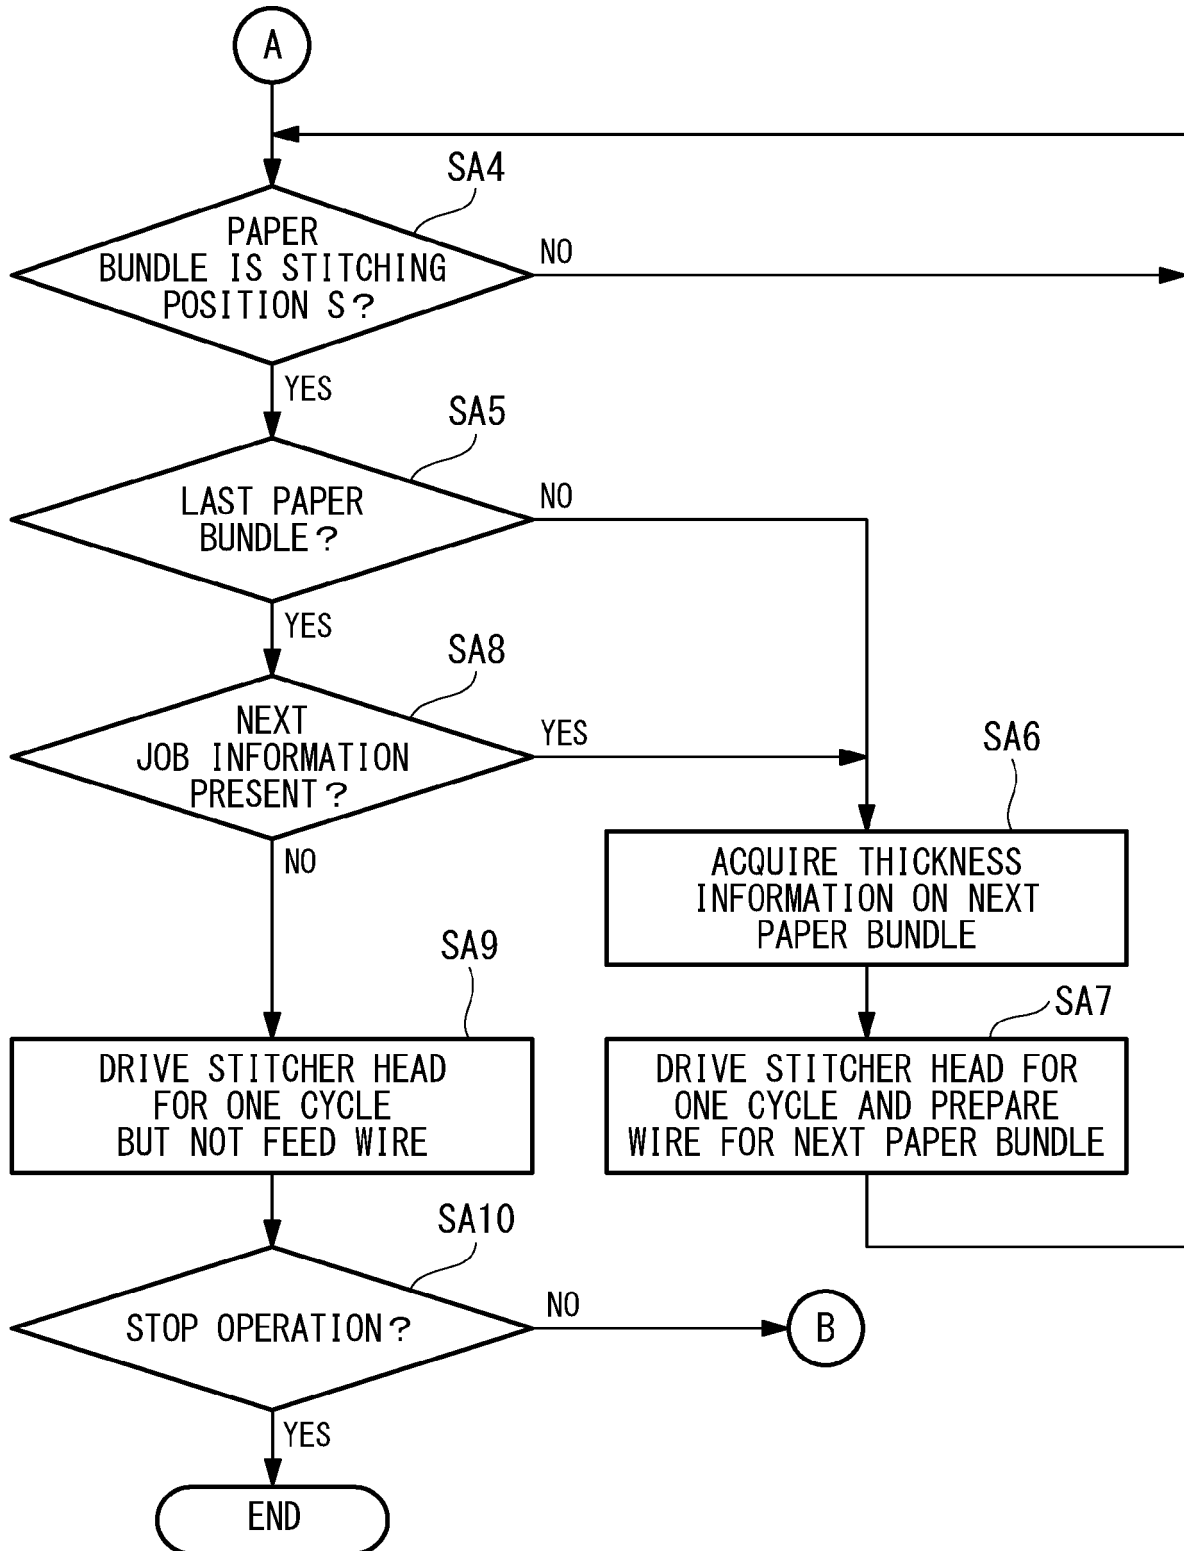 A
SA4
PAPER
BUNDLE IS STITCHING
POSITION S?
NO
YES
SA5
LAST PAPER
BUNDLE?
NO
YES
SA8
NEXT
JOB INFORMATION
PRESENT?
YES
NO
SA6
ACQUIRE THICKNESS
INFORMATION ON NEXT
PAPER BUNDLE
SA9
DRIVE STITCHER HEAD
FOR ONE CYCLE
BUT NOT FEED WIRE
SA7
DRIVE STITCHER HEAD FOR
ONE CYCLE AND PREPARE
WIRE FOR NEXT PAPER BUNDLE
SA10
STOP OPERATION?
NO
B
YES
END